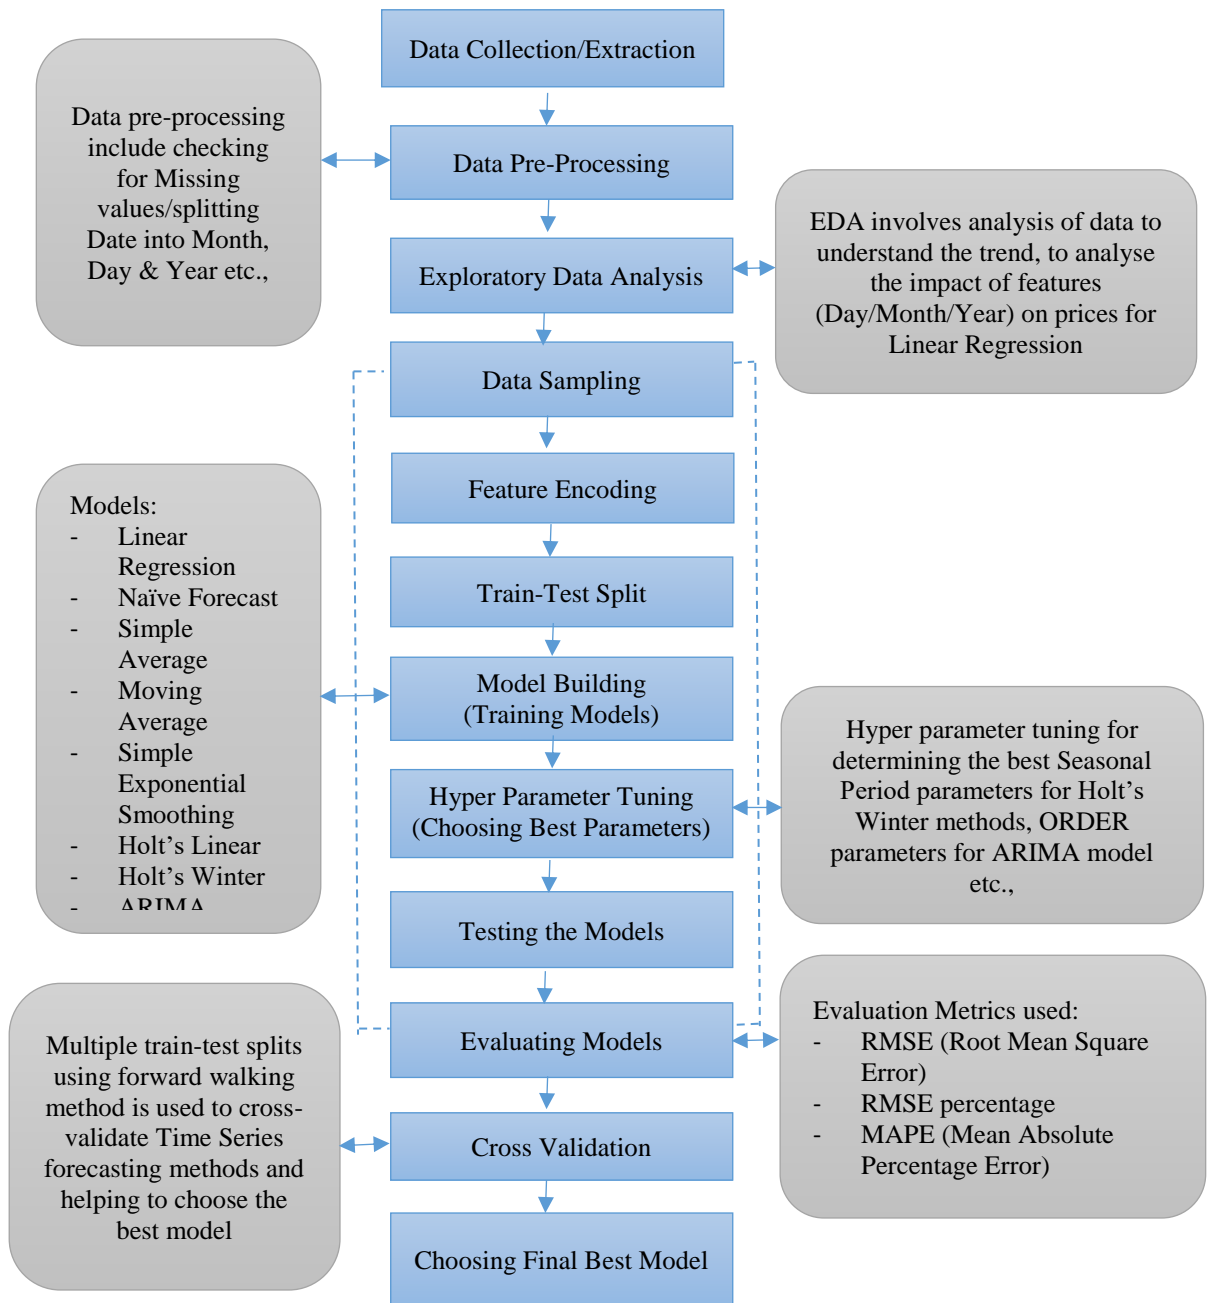 Data Collection/Extraction
Data pre-processing
include checking
for Missing
values/splitting
Date into Month,
Day & Year etc.,
Data Pre-Processing
EDA involves analysis of data to
understand the trend, to analyse
the impact of features
(Day/Month/Year) on prices for
Linear Regression
Exploratory Data Analysis
Data Sampling
Feature Encoding
Train-Test Split
Models:
- Linear
Regression
- Naïve Forecast
- Simple
Average
- Moving
Average
- Simple
Exponential
Smoothing
- Holt's Linear
- Holt's Winter
- ARIMA
Model Building
(Training Models)
Hyper Parameter Tuning
(Choosing Best Parameters)
Hyper parameter tuning for
determining the best Seasonal
Period parameters for Holt's
Winter methods, ORDER
parameters for ARIMA model
etc.,
Testing the Models
Evaluating Models
Evaluation Metrics used:
- RMSE (Root Mean Square
Error)
- RMSE percentage
- MAPE (Mean Absolute
Percentage Error)
Multiple train-test splits
using forward walking
method is used to cross-
validate Time Series
forecasting methods and
helping to choose the
best model
Cross Validation
Choosing Final Best Model